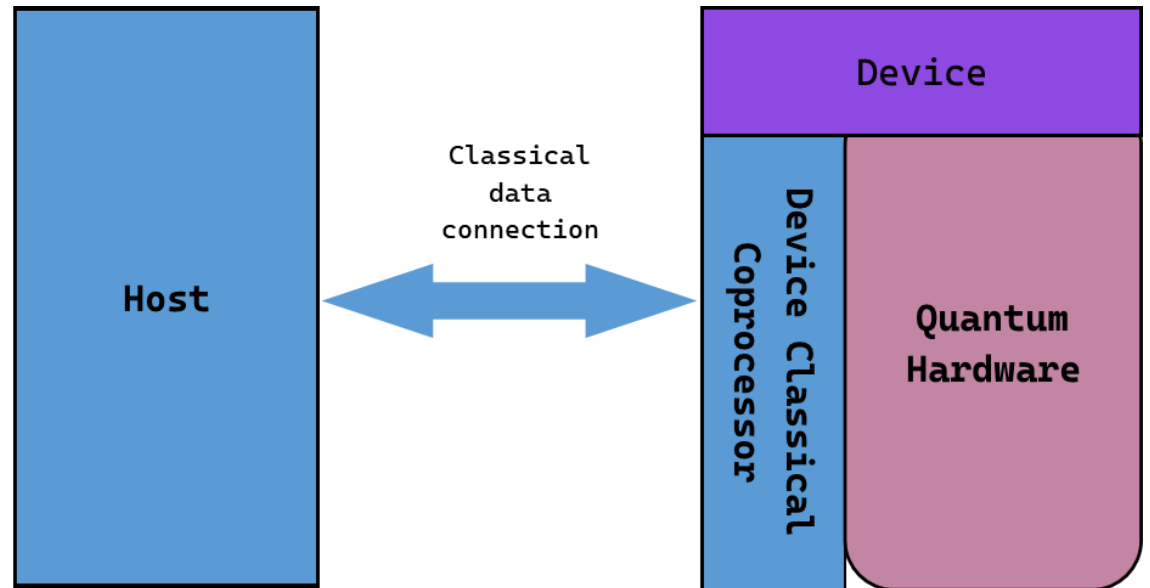 Host
Classical
data
connection
Device
Device Classical
Coprocessor
Quantum
Hardware